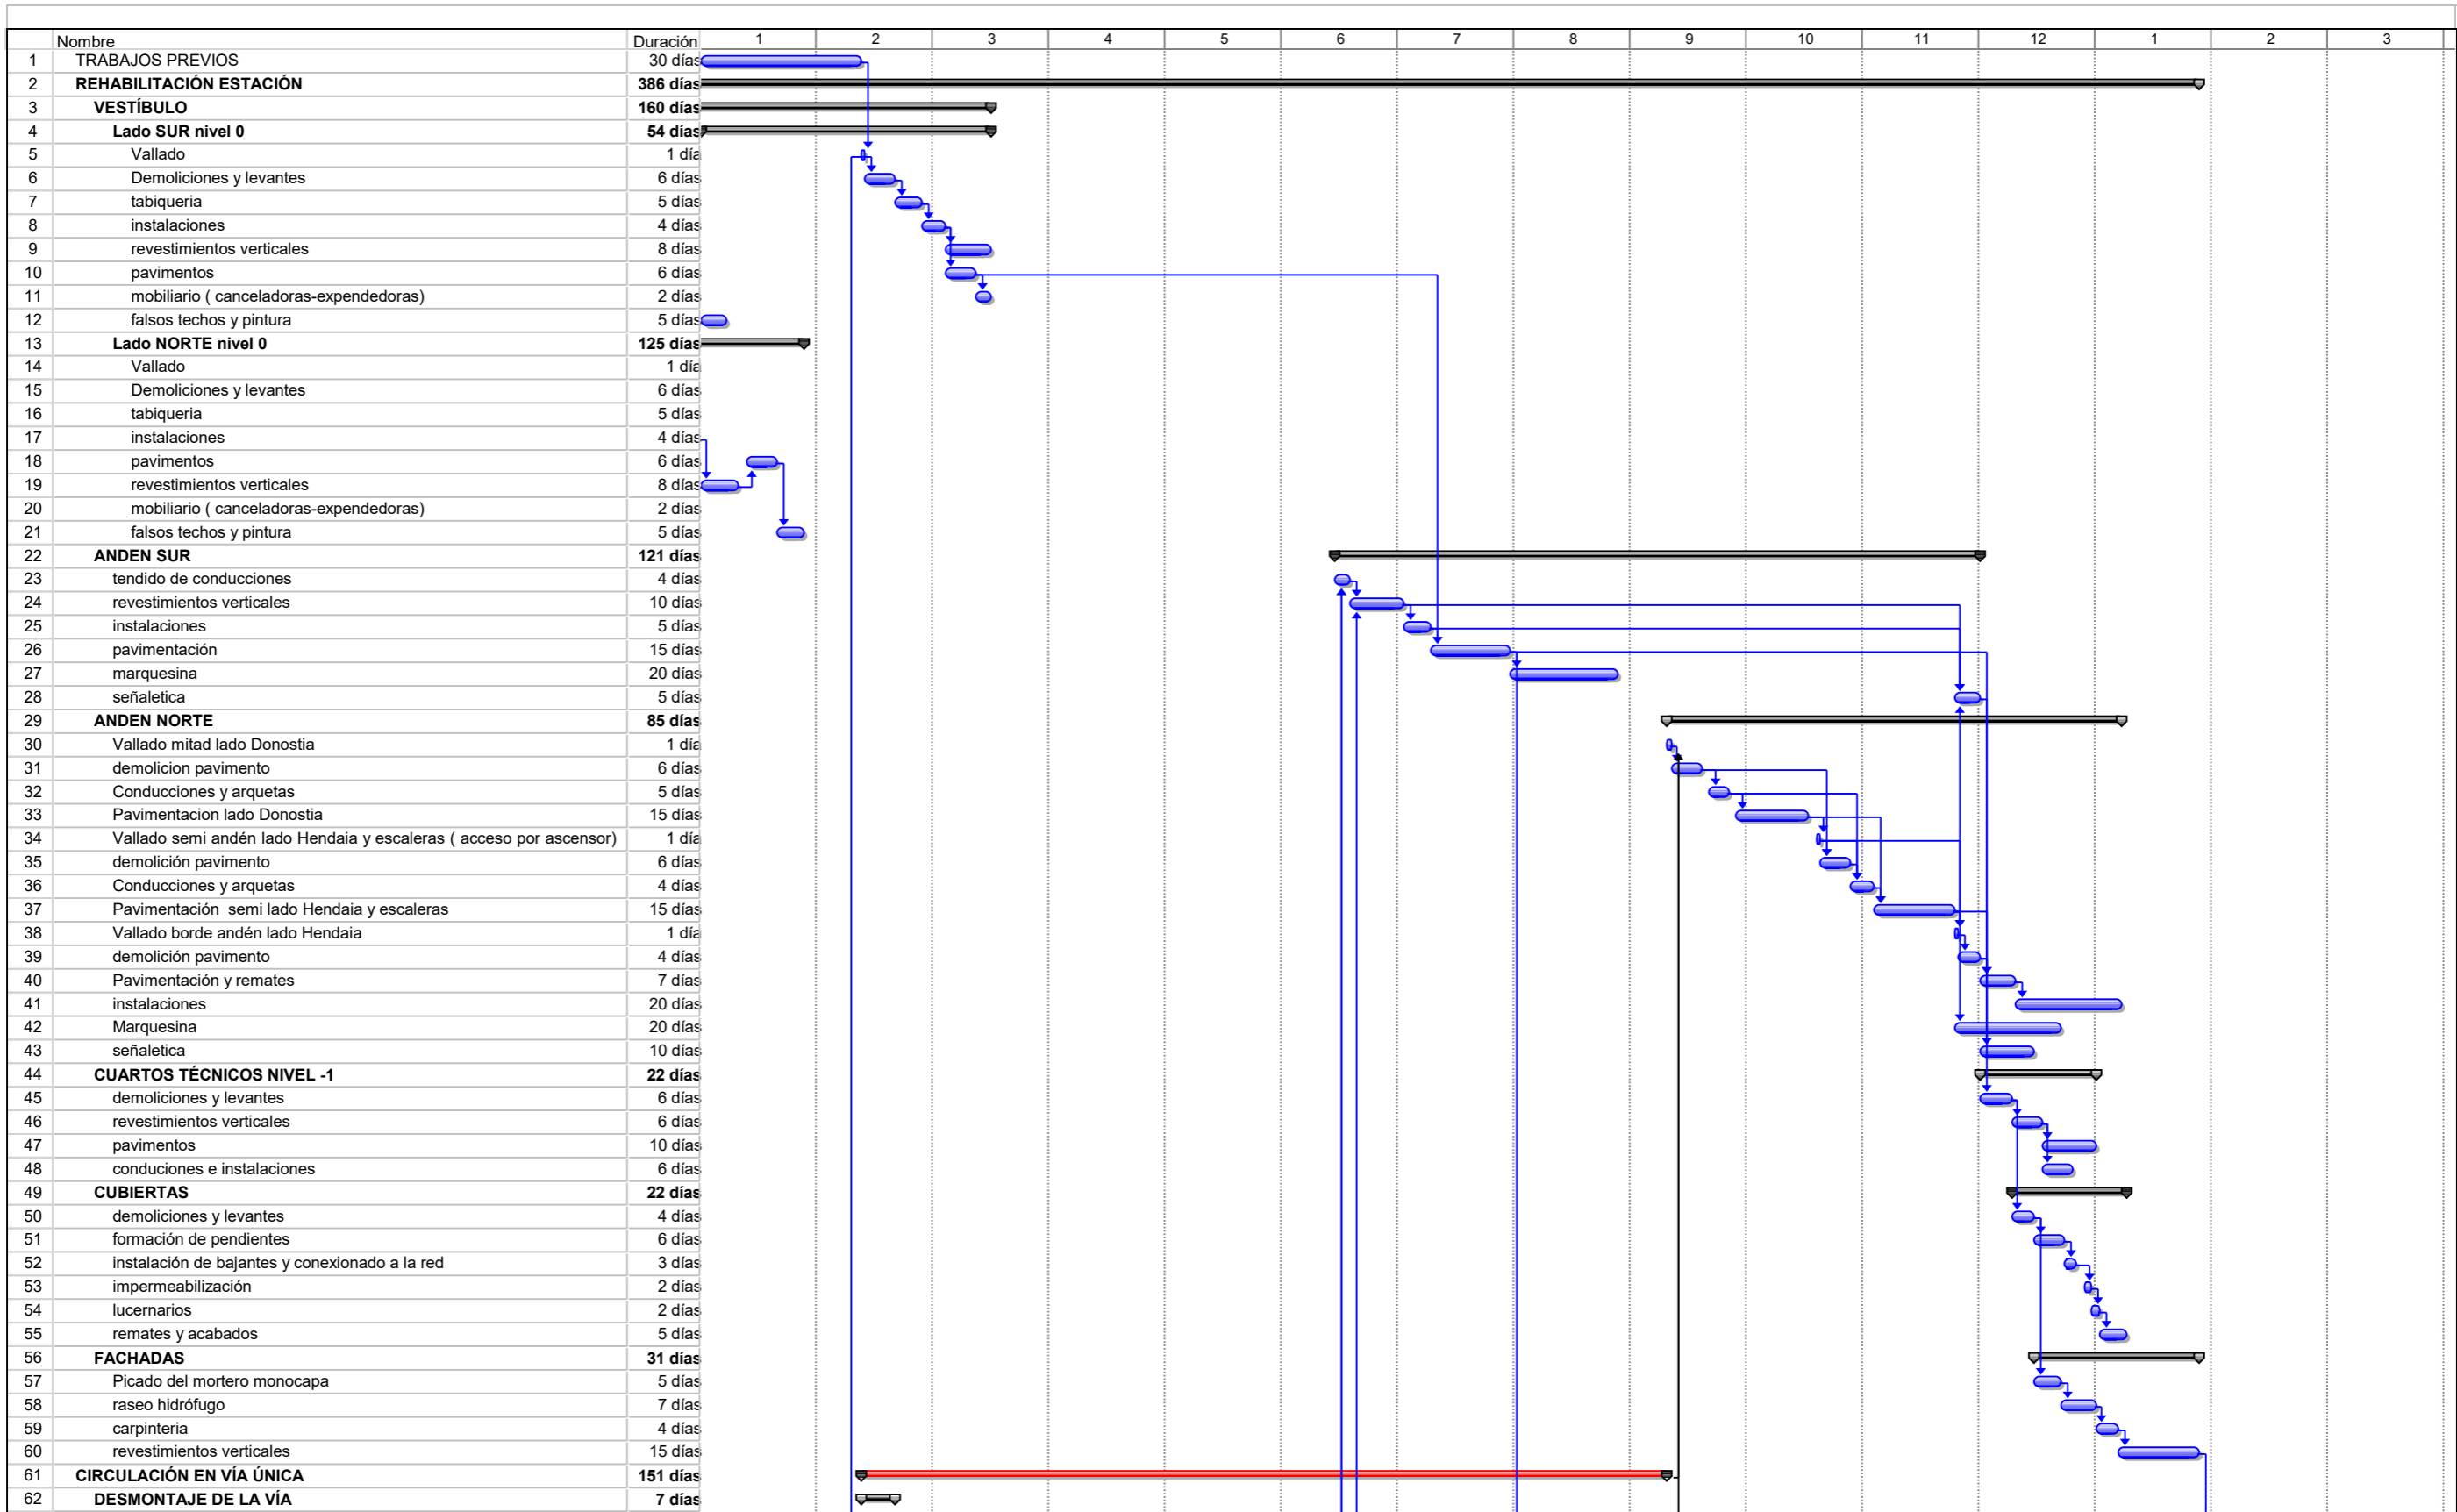 Nombre Duración 1 2 3 4 5 6 7 8 9 10 11 12 1 2 3
1 TRABAJOS PREVIOS 30 días
2 REHABILITACIÓN ESTACIÓN 386 días
3 VESTÍBULO 160 días
4 Lado SUR nivel 0 54 días
5 Vallado 1 día
6 Demoliciones y levantes 6 días
7 tabiqueria 5 días
8 instalaciones 4 días
9 revestimientos verticales 8 días
10 pavimentos 6 días
11 mobiliario ( canceladoras-expendedoras) 2 días
12 falsos techos y pintura 5 días
13 Lado NORTE nivel 0 125 días
14 Vallado 1 día
15 Demoliciones y levantes 6 días
16 tabiqueria 5 días
17 instalaciones 4 días
18 pavimentos 6 días
19 revestimientos verticales 8 días
20 mobiliario ( canceladoras-expendedoras) 2 días
21 falsos techos y pintura 5 días
22 ANDEN SUR 121 días
23 tendido de conducciones 4 días
24 revestimientos verticales 10 días
25 instalaciones 5 días
26 pavimentación 15 días
27 marquesina 20 días
28 señaletica 5 días
29 ANDEN NORTE 85 días
30 Vallado mitad lado Donostia 1 día
31 demolicion pavimento 6 días
32 Conducciones y arquetas 5 días
33 Pavimentacion lado Donostia 15 días
34 Vallado semi andén lado Hendaia y escaleras ( acceso por ascensor) 1 día
35 demolición pavimento 6 días
36 Conducciones y arquetas 4 días
37 Pavimentación  semi lado Hendaia y escaleras 15 días
38 Vallado borde andén lado Hendaia 1 día
39 demolición pavimento 4 días
40 Pavimentación y remates 7 días
41 instalaciones 20 días
42 Marquesina 20 días
43 señaletica 10 días
44 CUARTOS TÉCNICOS NIVEL -1 22 días
45 demoliciones y levantes 6 días
46 revestimientos verticales 6 días
47 pavimentos 10 días
48 conduciones e instalaciones 6 días
49 CUBIERTAS 22 días
50 demoliciones y levantes 4 días
51 formación de pendientes 6 días
52 instalación de bajantes y conexionado a la red 3 días
53 impermeabilización 2 días
54 lucernarios 2 días
55 remates y acabados 5 días
56 FACHADAS 31 días
57 Picado del mortero monocapa 5 días
58 raseo hidrófugo 7 días
59 carpinteria 4 días
60 revestimientos verticales 15 días
61 CIRCULACIÓN EN VÍA ÚNICA 151 días
62 DESMONTAJE DE LA VÍA 7 días